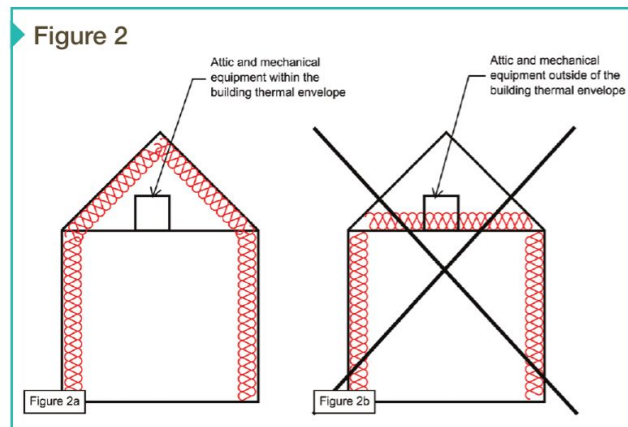 Figure 2
Attic and mechanical
equipment within the
building thermal envelope
Attic and mechanical
equipment outside of the
building thermal envelope
Figure 2a
Figure 2b